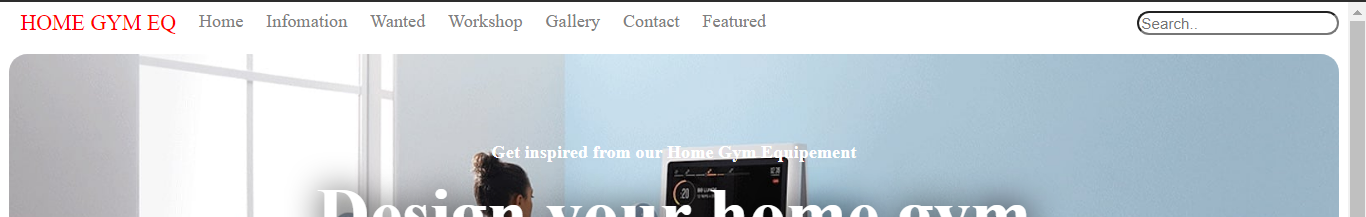 HOME GYM EQ Home Infomation Wanted Workshop Gallery Contact Featured Search..
Get inspired from our Home Gym Equipement
Design your home gym